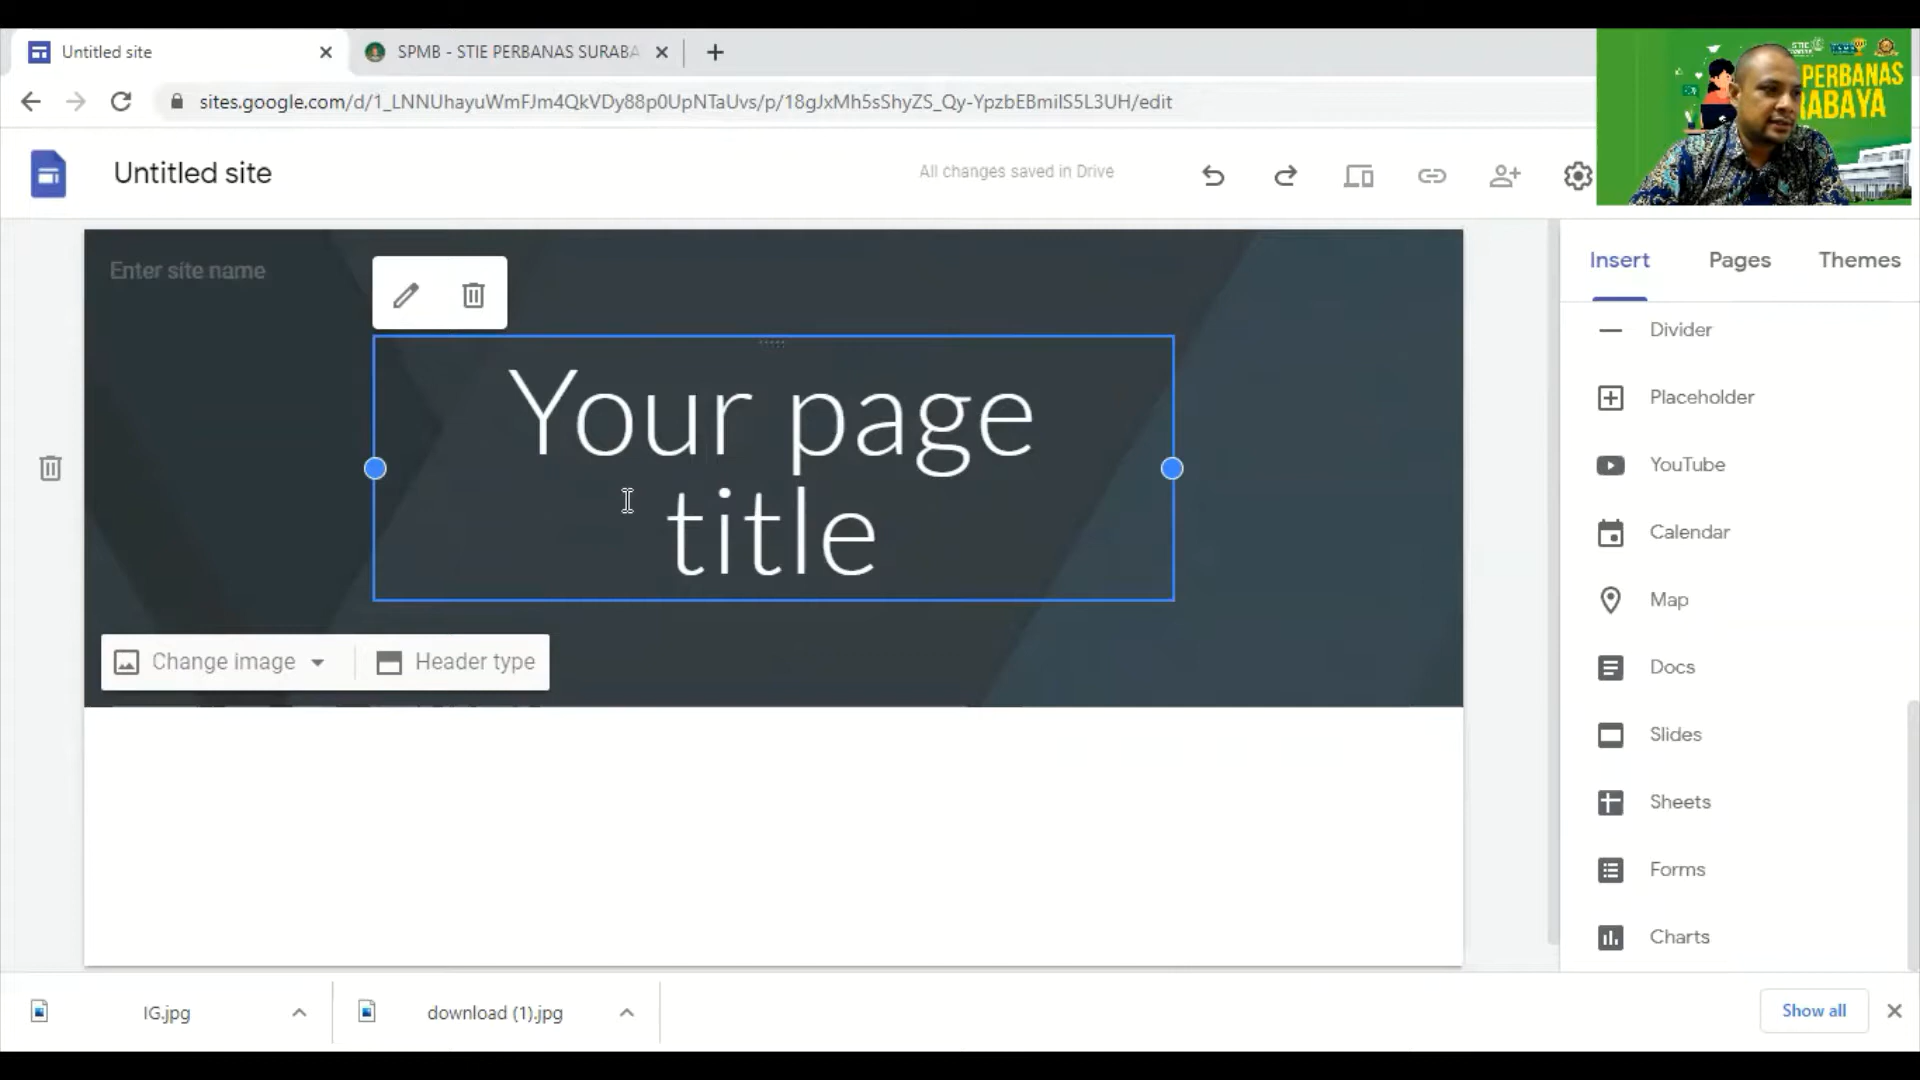 Untitled site
SPMB - STIE PERBANAS SURABA
sites.google.com/d/1_LNNUhayuWmFJm4QkVDy88p0UpNTaUvs/p/18gJxMh5sShyZS_Qy-YpzbEBmilS5L3UH/edit
PERBANAS
RABAYA
Untitled site
All changes saved in Drive
Enter site name
Your page
title
Change image
Header type
Insert
Pages
Themes
Divider
Placeholder
YouTube
Calendar
Map
Docs
Slides
Sheets
Forms
Charts
IG.jpg
download (1).jpg
Show all